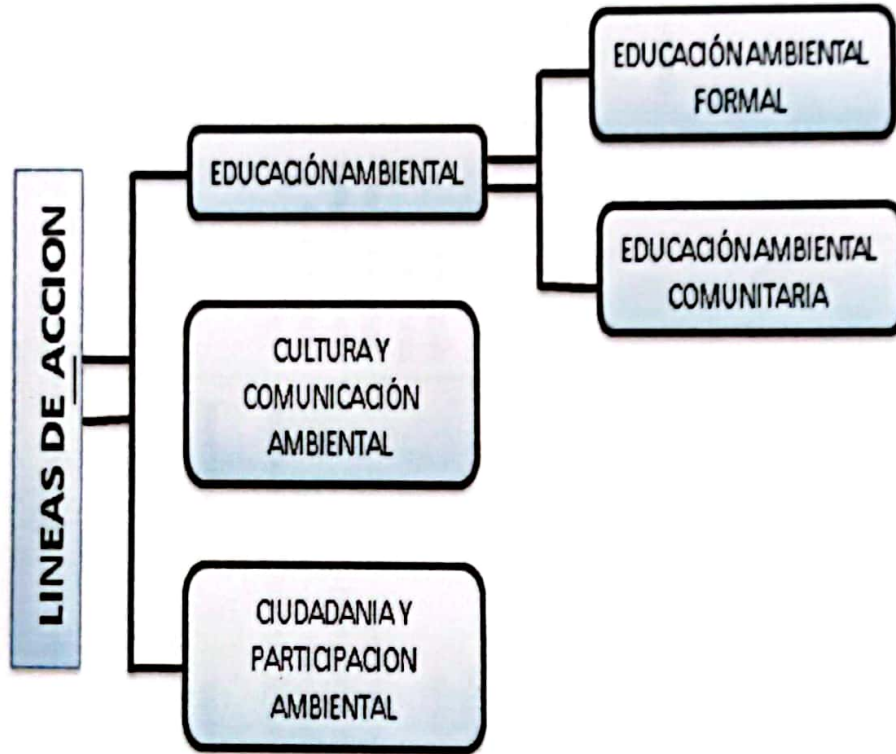 LINEAS DE ACCION
EDUCACIÓN AMBIENTAL
EDUCACIÓN AMBIENTAL
FORMAL
EDUCACIÓN AMBIENTAL
COMUNITARIA
CULTURA Y
COMUNICACIÓN
AMBIENTAL
CIUDADANIA Y
PARTICIPACION
AMBIENTAL